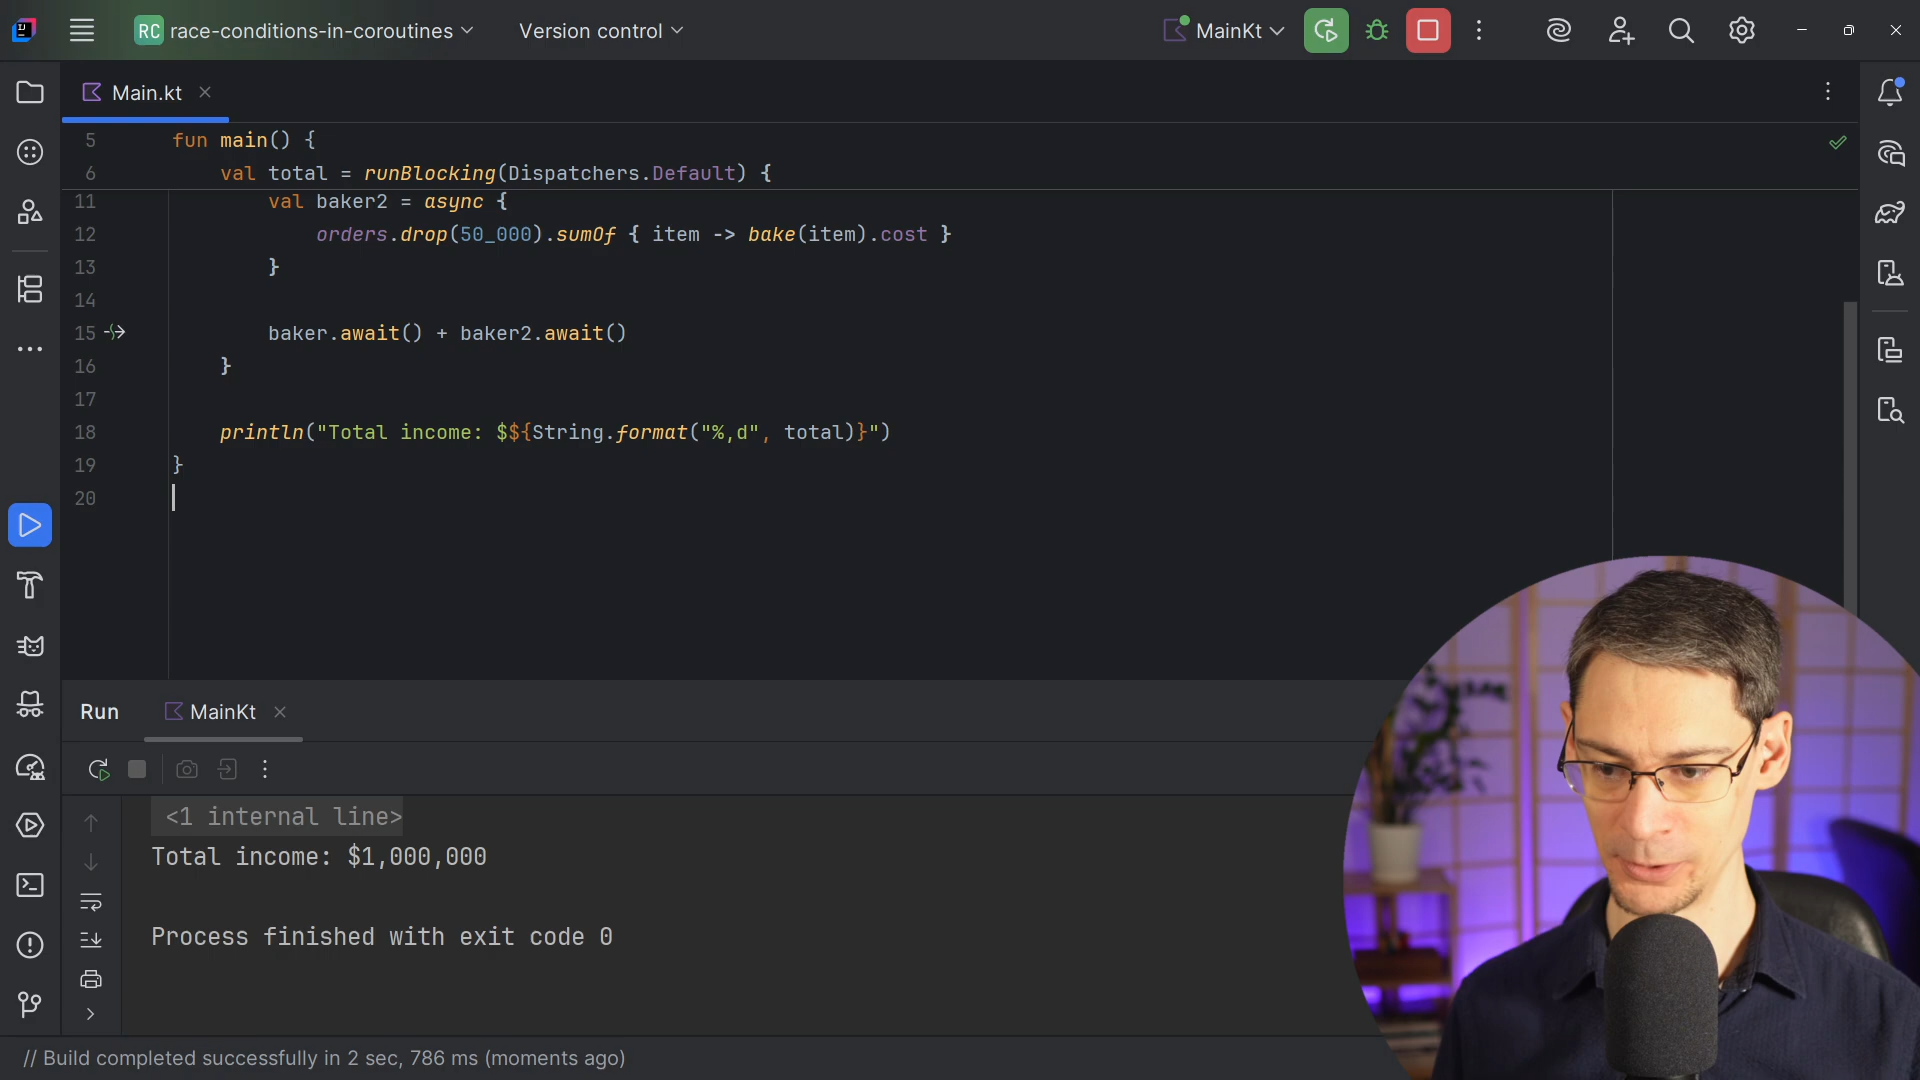 RC race-conditions-in-coroutines
Version control
MainKt
Main.kt
5 fun main() {
6 val total = runBlocking(Dispatchers.Default) {
11 val baker2 = async {
12 orders.drop(50_000).sumOf { item -> bake(item).cost }
13 }
14
15 baker.await() + baker2.await()
16 }
17
18 println("Total income: $${String.format("%,d", total)}")
19 }
20
Run MainKt
<1 internal line>
Total income: $1,000,000
Process finished with exit code 0
// Build completed successfully in 2 sec, 786 ms (moments ago)